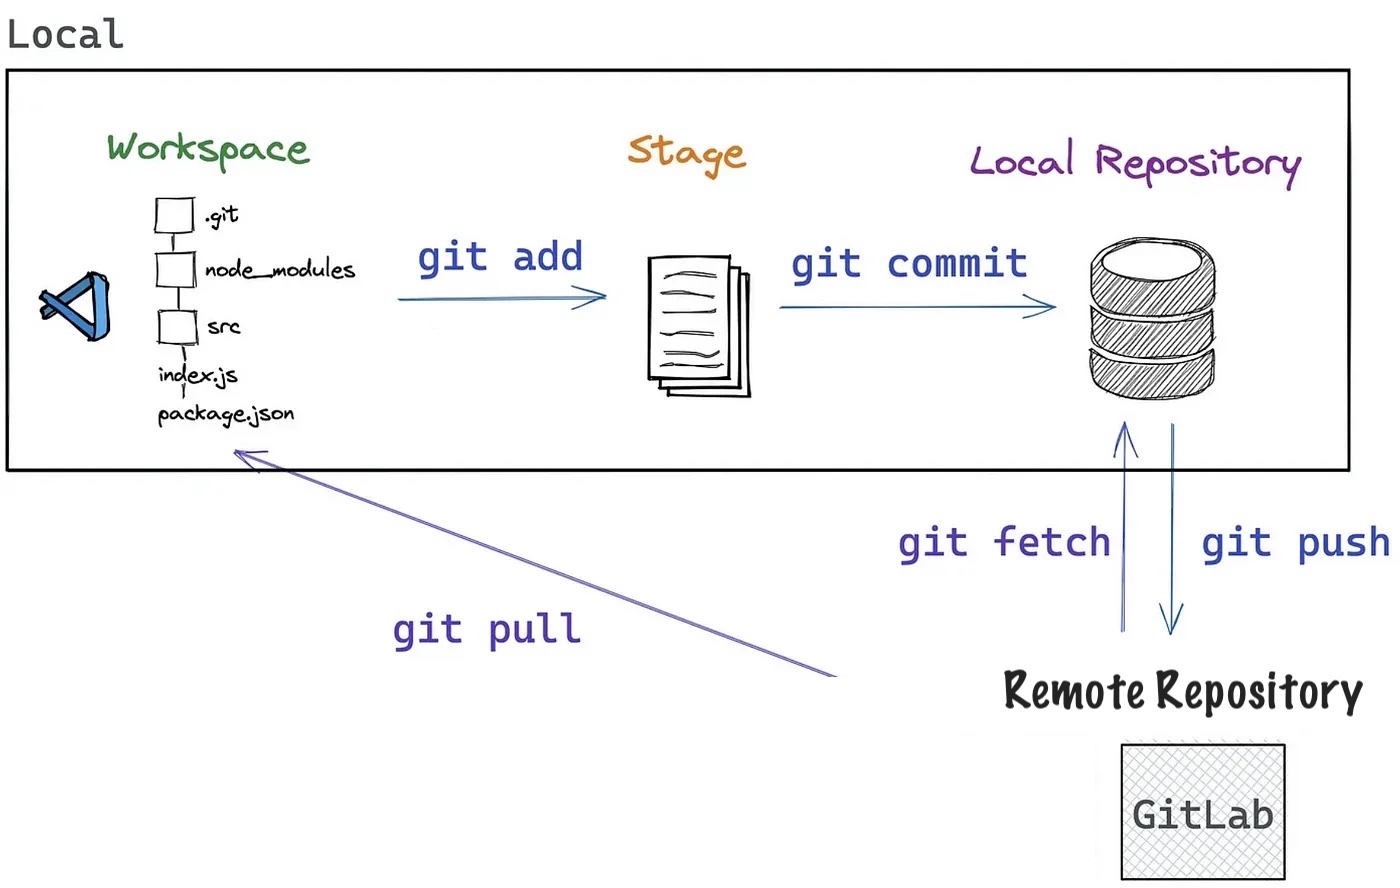 Local
Workspace
Stage
Local Repository
.git
node_modules
src
index.js
package.json
git add
git commit
git fetch
git push
git pull
Remote Repository
GitLab